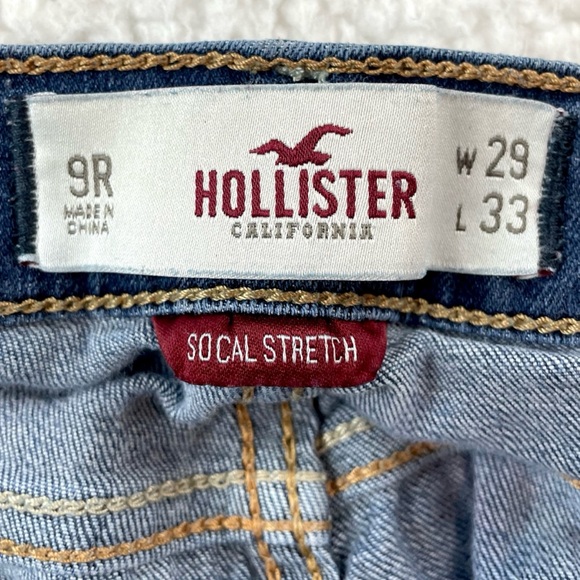 9R
MADE IN
CHINA
HOLLISTER
CALIFORNIA
W 29
L 33
SO CAL STRETCH